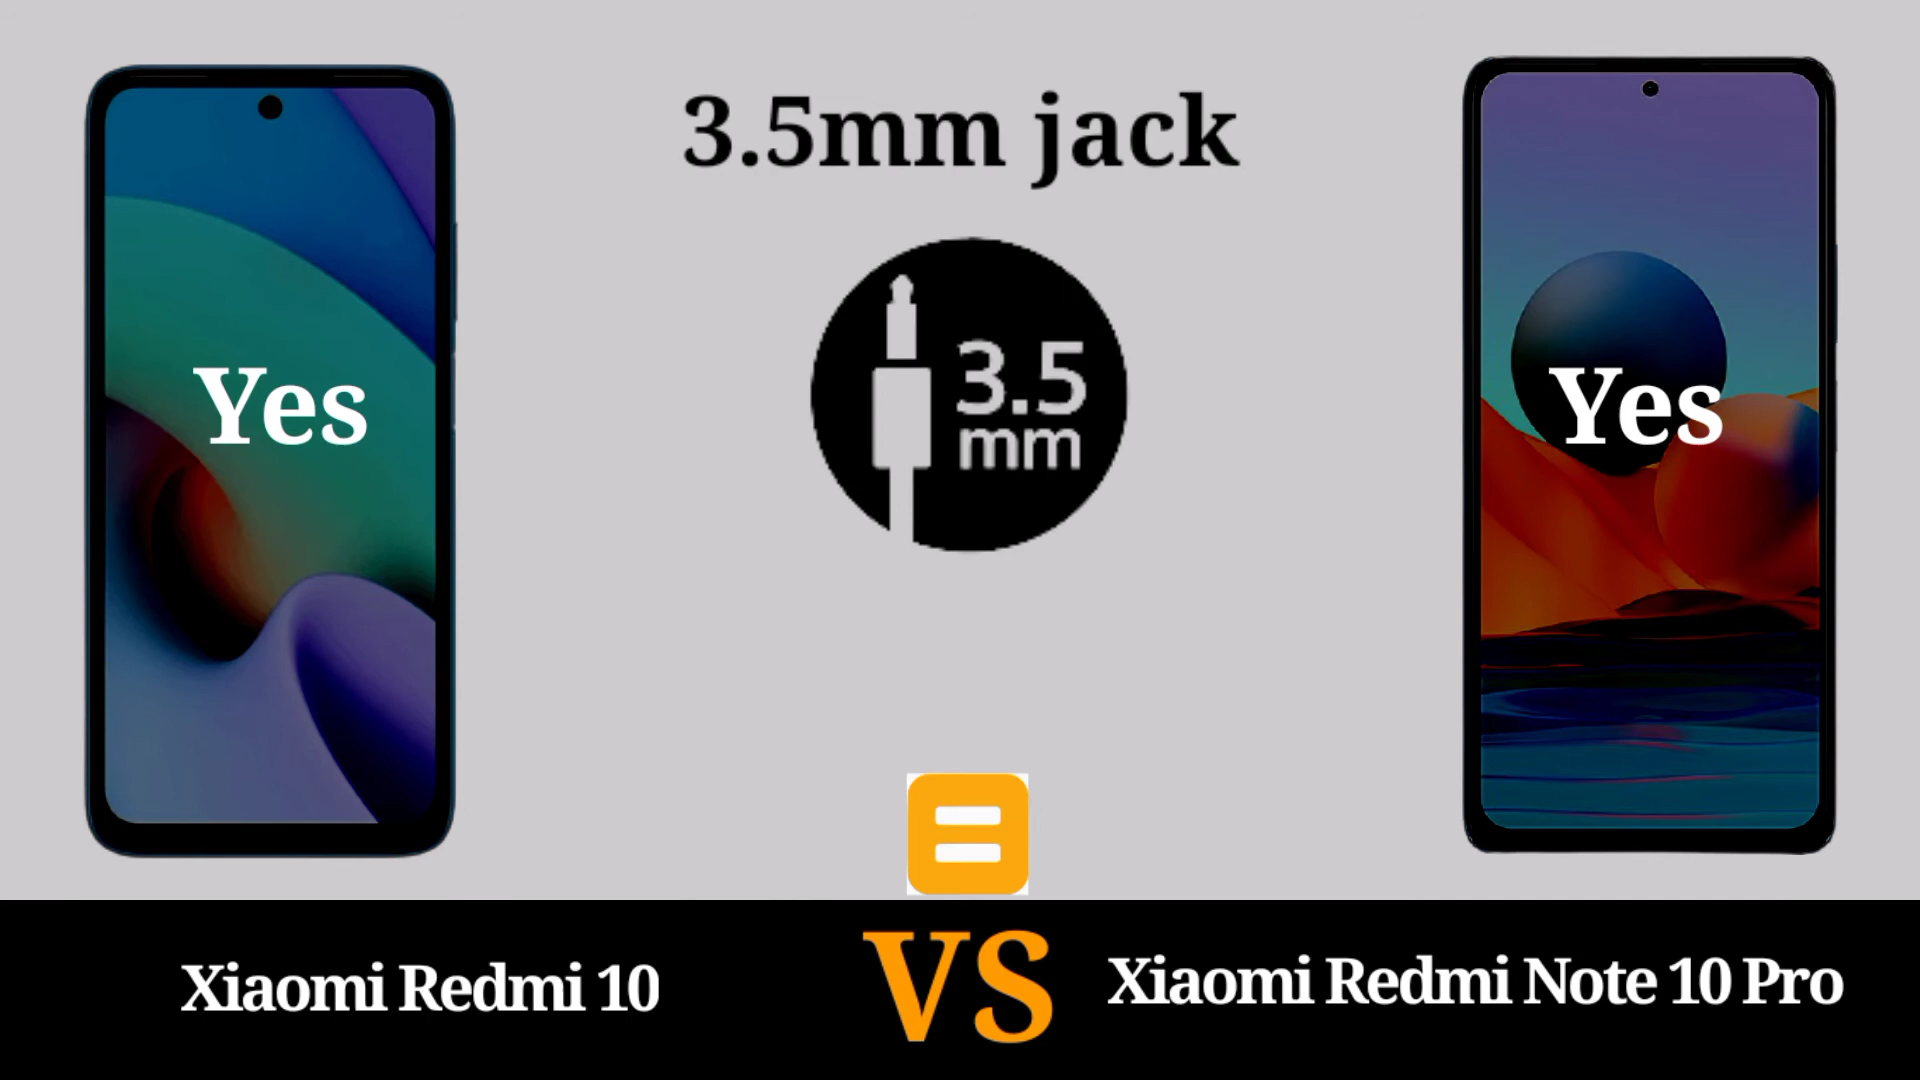 3.5mm jack
3.5
mm
Yes
Yes
VS
Xiaomi Redmi 10
Xiaomi Redmi Note 10 Pro